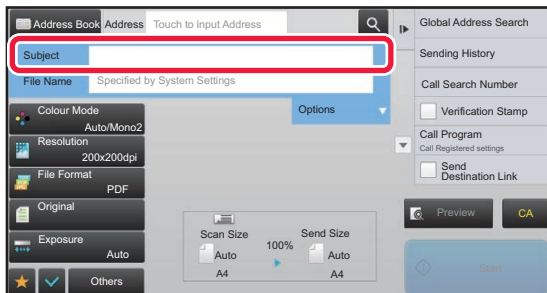 Address Book Address Touch to input Address
Subject
File Name Specified by System Settings
Options
Colour Mode
Auto/Mono2
Resolution
200x200dpi
File Format
PDF
Original
Exposure
Auto
Others
Scan Size
Auto
A4
100%
Send Size
Auto
A4
Global Address Search
Sending History
Call Search Number
Verification Stamp
Call Program
Call Registered settings
Send
Destination Link
Preview
CA
Start